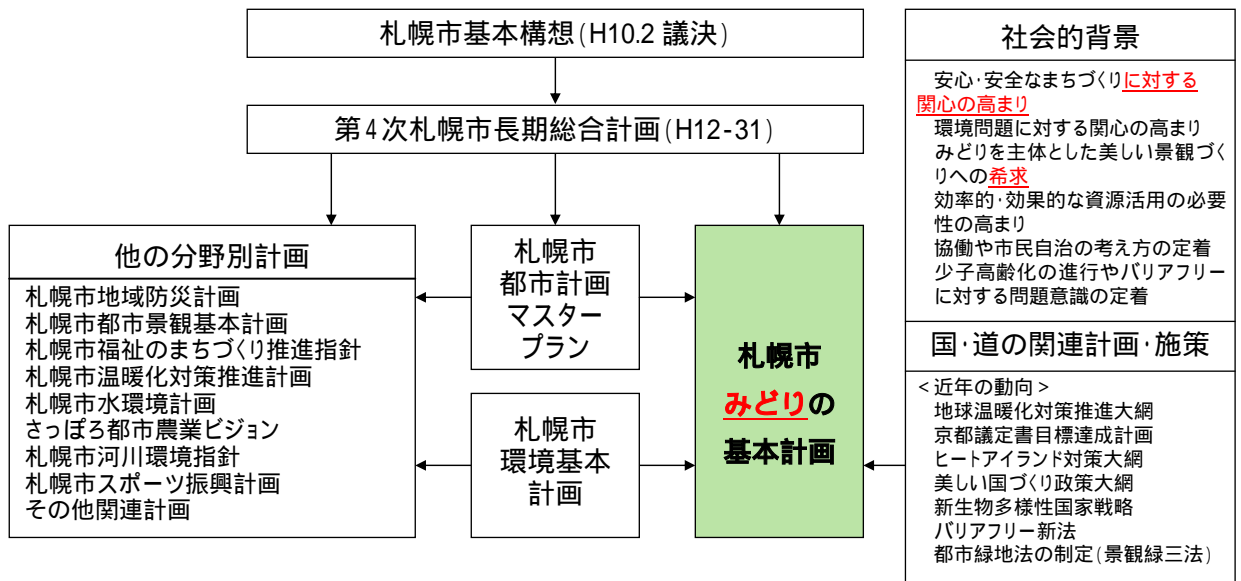 札幌市基本構想(H10.2 議決)
第4次札幌市長期総合計画(H12-31)
他の分野別計画
札幌市地域防災計画
札幌市都市景観基本計画
札幌市福祉のまちづくり推進指針
札幌市温暖化対策推進計画
札幌市水環境計画
さっぽろ都市農業ビジョン
札幌市河川環境指針
札幌市スポーツ振興計画
その他関連計画
札幌市
都市計画
マスター
プラン
札幌市
環境基本
計画
札幌市
みどりの
基本計画
社会的背景
安心・安全なまちづくりに対する
関心の高まり
環境問題に対する関心の高まり
みどりを主体とした美しい景観づく
りへの希求
効率的・効果的な資源活用の必要
性の高まり
協働や市民自治の考え方の定着
少子高齢化の進行やバリアフリー
に対する問題意識の定着
国・道の関連計画・施策
<近年の動向>
地球温暖化対策推進大綱
京都議定書目標達成計画
ヒートアイランド対策大綱
美しい国づくり政策大綱
新生物多様性国家戦略
バリアフリー新法
都市緑地法の制定(景観緑三法)